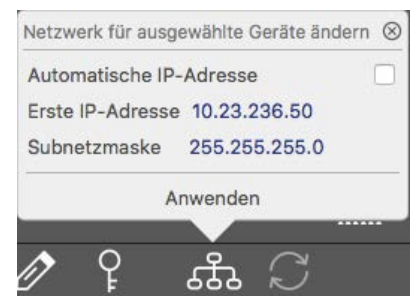 Netzwerk für ausgewählte Geräte ändern
Automatische IP-Adresse
Erste IP-Adresse 10.23.236.50
Subnetzmaske 255.255.255.0
Anwenden